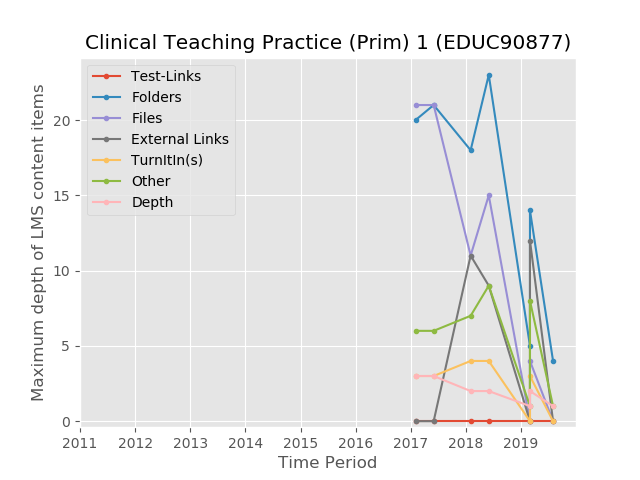 Clinical Teaching Practice (Prim) 1 (EDUC90877)
Test-Links
Folders
Files
External Links
TurnItIn(s)
Other
Depth
Maximum depth of LMS content items
20
15
10
5
0
2011 2012 2013 2014 2015 2016 2017 2018 2019
Time Period